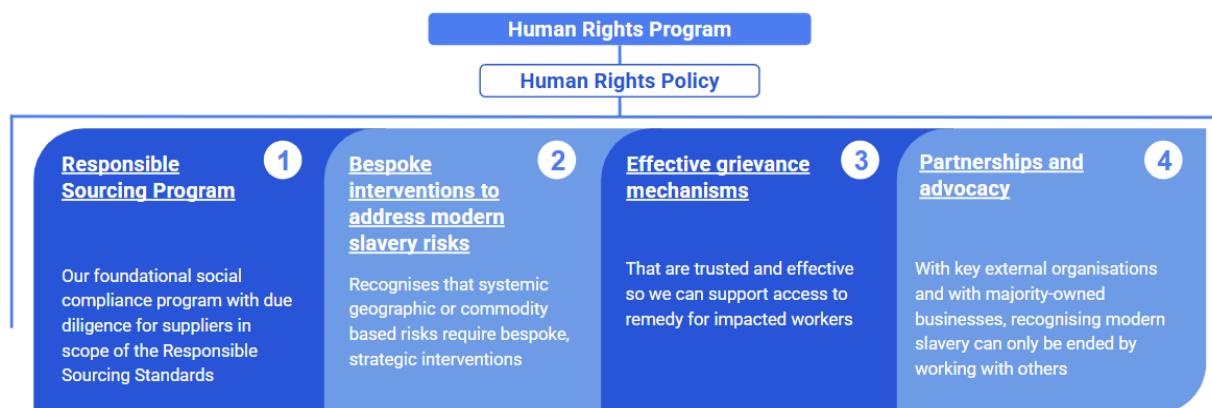 Human Rights Program
Human Rights Policy
Responsible
Sourcing Program
1
Our foundational social
compliance program with due
diligence for suppliers in
scope of the Responsible
Sourcing Standards
Bespoke
interventions to
address modern
slavery risks
2
Recognises that systemic
geographic or commodity
based risks require bespoke,
strategic interventions
Effective grievance
mechanisms
3
That are trusted and effective
so we can support access to
remedy for impacted workers
Partnerships and
advocacy
4
With key external organisations
and with majority-owned
businesses, recognising modern
slavery can only be ended by
working with others